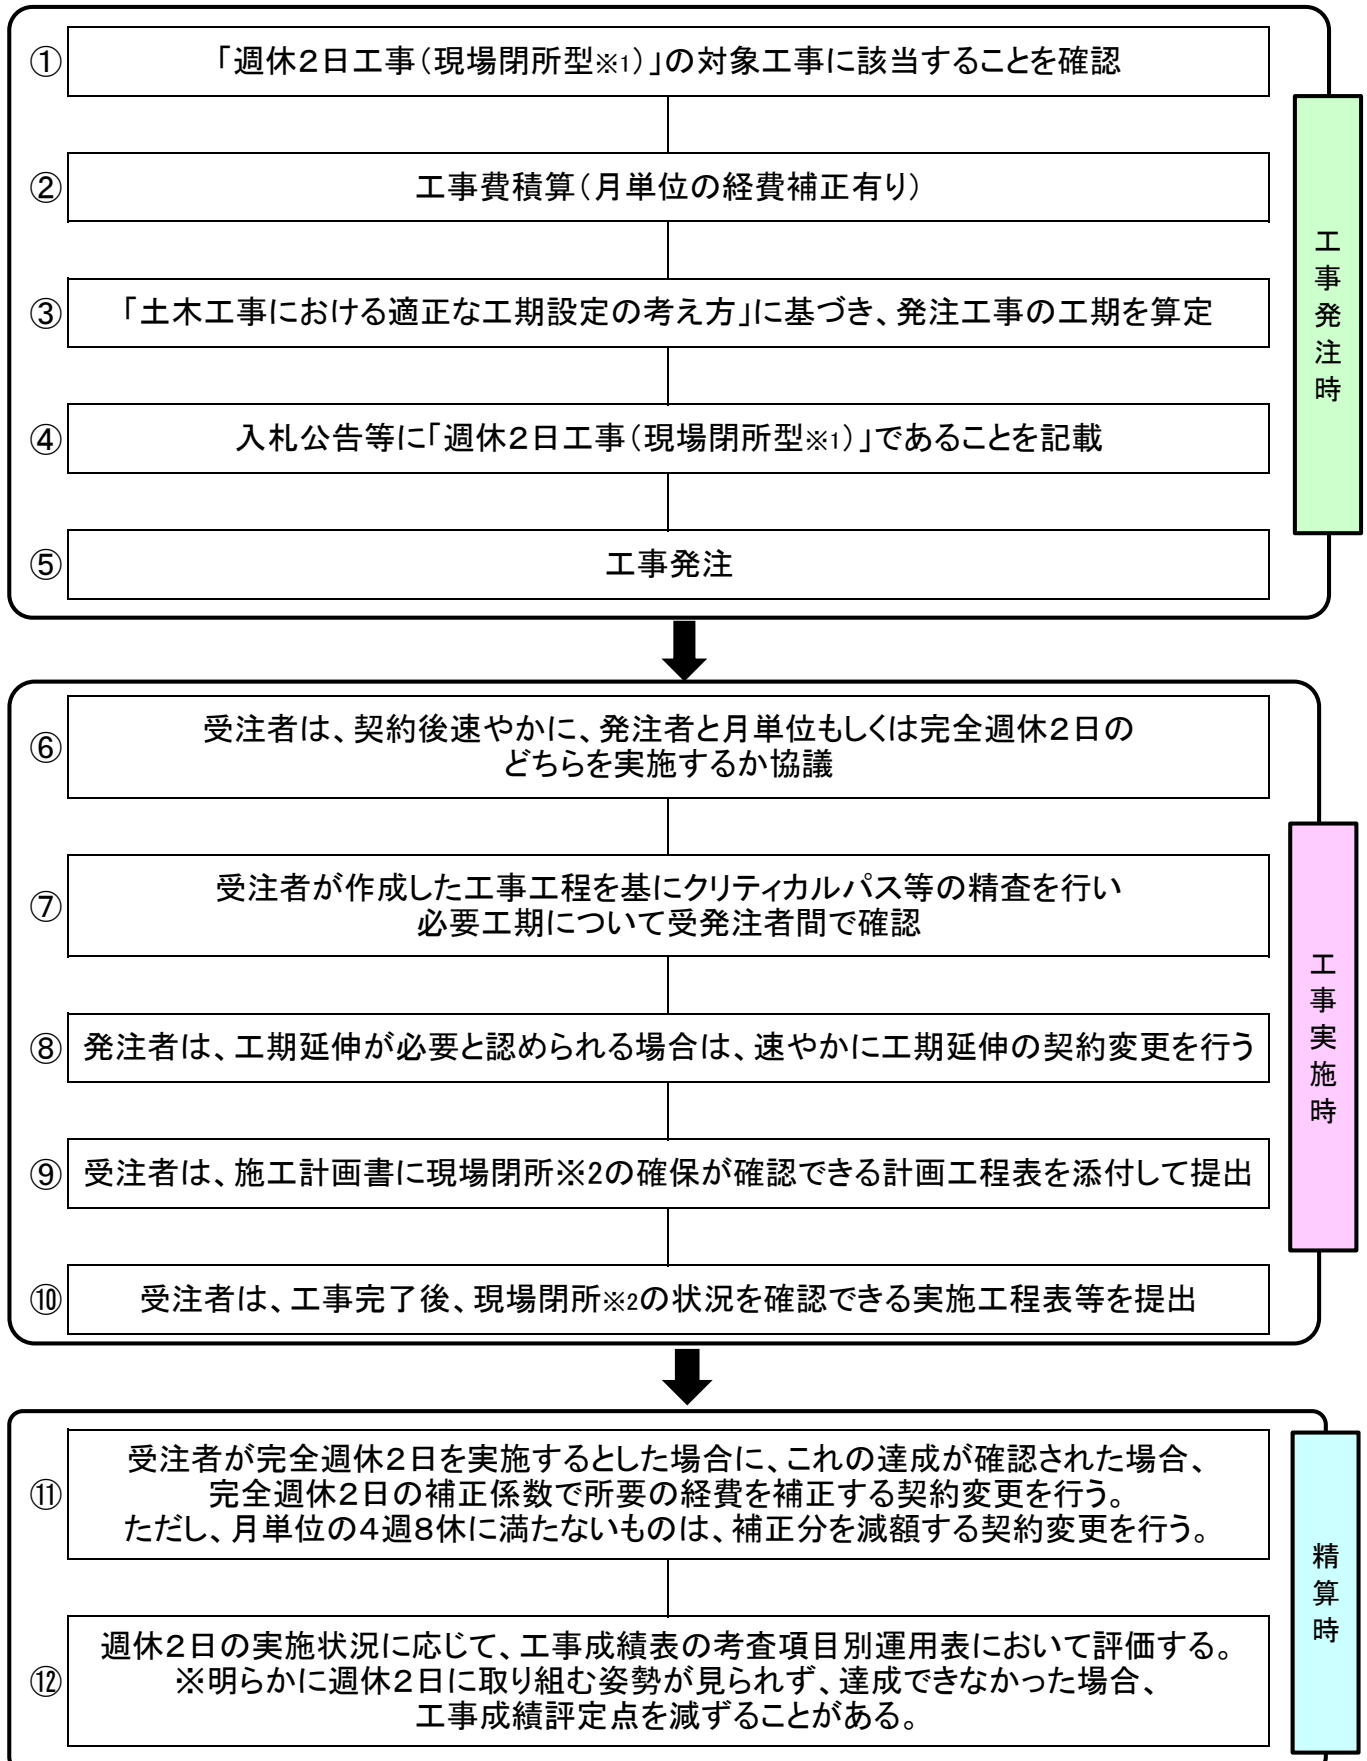 ① 「週休２日工事（現場閉所型※1）」の対象工事に該当することを確認
② 工事費積算（月単位の経費補正有り）
③ 「土木工事における適正な工期設定の考え方」に基づき、発注工事の工期を算定
④ 入札公告等に「週休２日工事（現場閉所型※1）」であることを記載
⑤ 工事発注
工事発注時
⑥ 受注者は、契約後速やかに、発注者と月単位もしくは完全週休２日の
どちらを実施するか協議
⑦ 受注者が作成した工事工程を基にクリティカルパス等の精査を行い
必要工期について受発注者間で確認
⑧ 発注者は、工期延伸が必要と認められる場合は、速やかに工期延伸の契約変更を行う
⑨ 受注者は、施工計画書に現場閉所※2の確保が確認できる計画工程表を添付して提出
⑩ 受注者は、工事完了後、現場閉所※2の状況を確認できる実施工程表等を提出
工事実施時
⑪ 受注者が完全週休２日を実施するとした場合に、これの達成が確認された場合、
完全週休２日の補正係数で所要の経費を補正する契約変更を行う。
ただし、月単位の４週８休に満たないものは、補正分を減額する契約変更を行う。
⑫ 週休２日の実施状況に応じて、工事成績表の考査項目別運用表において評価する。
※明らかに週休２日に取り組む姿勢が見られず、達成できなかった場合、
工事成績評定点を減ずることがある。
精算時